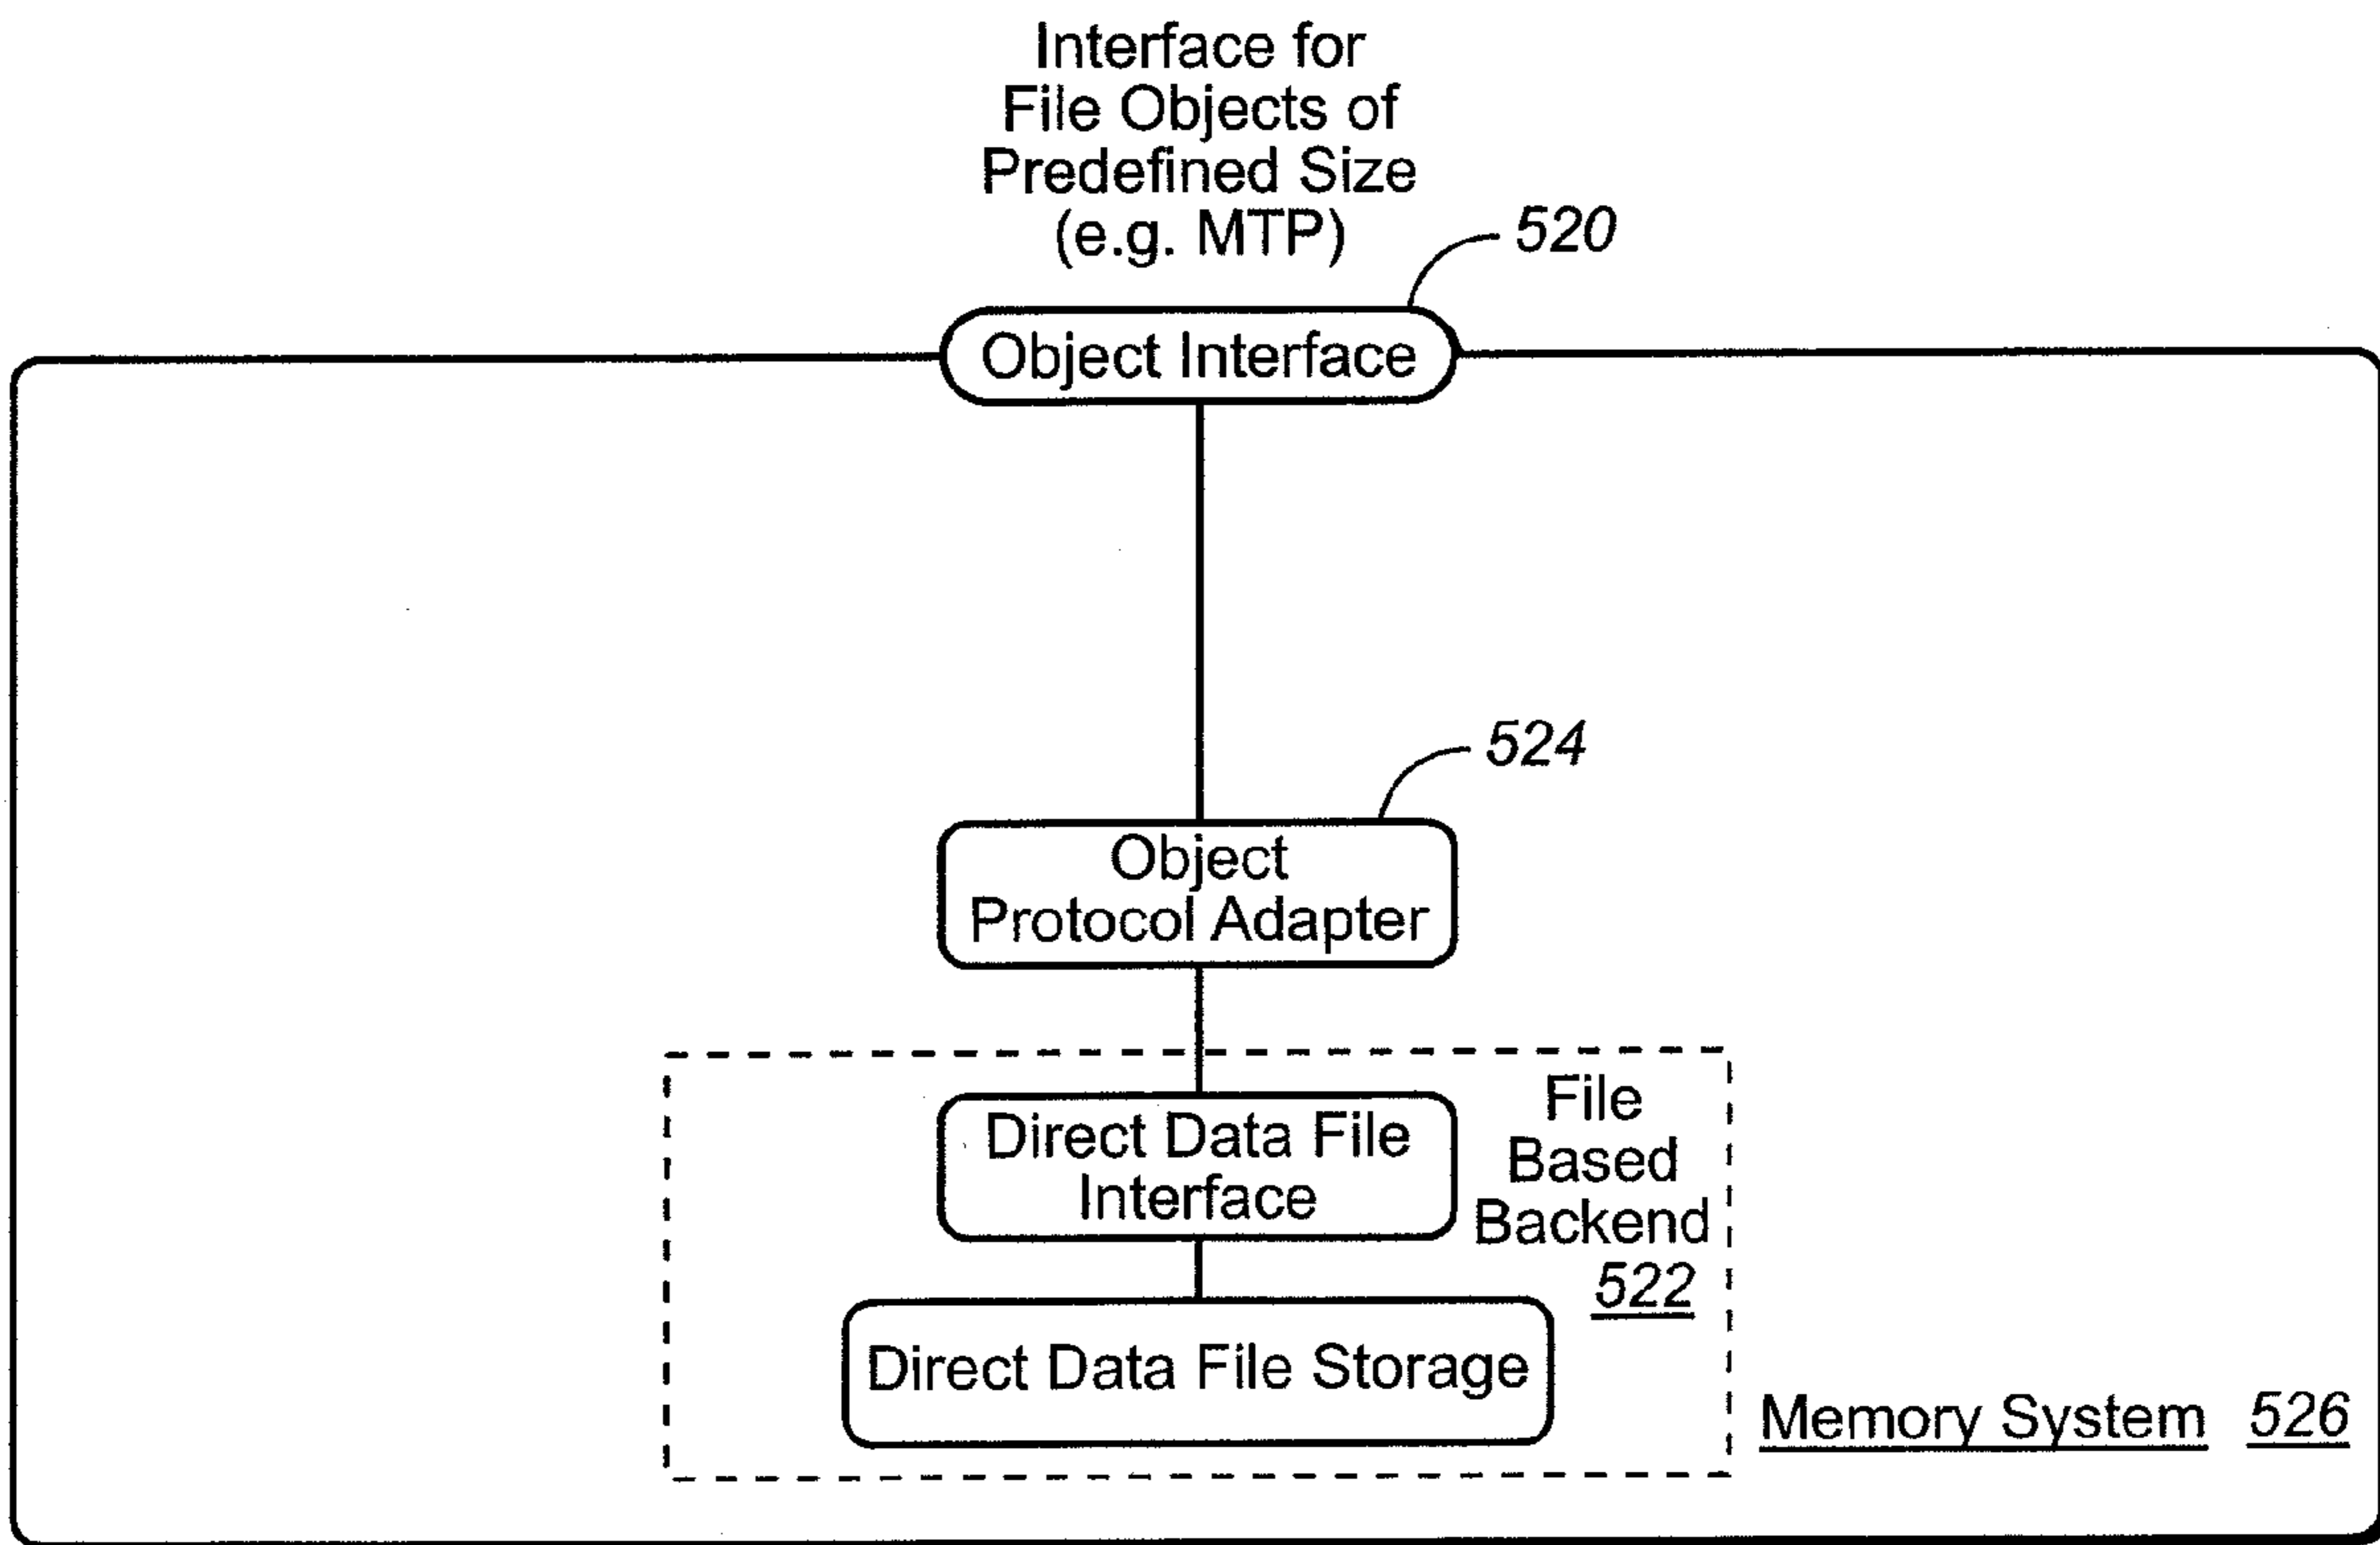 Interface for
File Objects of
Predefined Size
(e.g. MTP)
520
Object Interface
524
Object
Protocol Adapter
Direct Data File
Interface
File
Based
Backend
522
Direct Data File Storage
Memory System 526